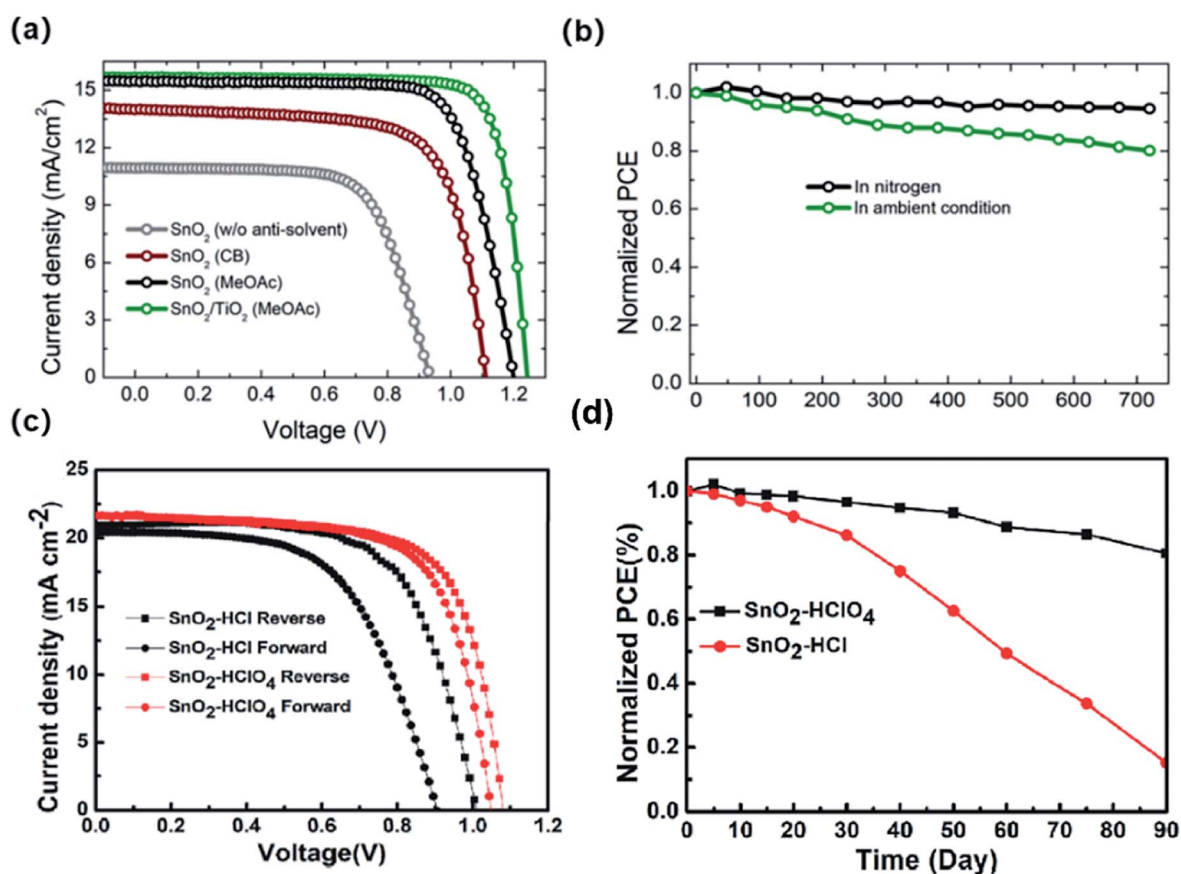 (a)
Current density (mA/cm²)
15
12
9
6
3
0
SnO₂ (w/o anti-solvent)
SnO₂ (CB)
SnO₂ (MeOAc)
SnO₂/TiO₂ (MeOAc)
0.0 0.2 0.4 0.6 0.8 1.0 1.2
Voltage (V)
(b)
Normalized PCE
1.0
0.8
1.0
0.4
0.2
0.0
In nitrogen
In ambient condition
0 100 200 300 400 500 600 700
(c)
Current density (mA cm⁻²)
25
20
15
10
5
0
SnO₂-HCl Reverse
SnO₂-HCl Forward
SnO₂-HClO₄ Reverse
SnO₂-HClO₄ Forward
0.0 0.2 0.4 0.6 0.8 1.0 1.2
Voltage(V)
(d)
Normalized PCE(%)
1.0
0.8
0.6
0.4
0.2
0.0
SnO₂-HClO₄
SnO₂-HCl
0 10 20 30 40 50 60 70 80 90
Time (Day)